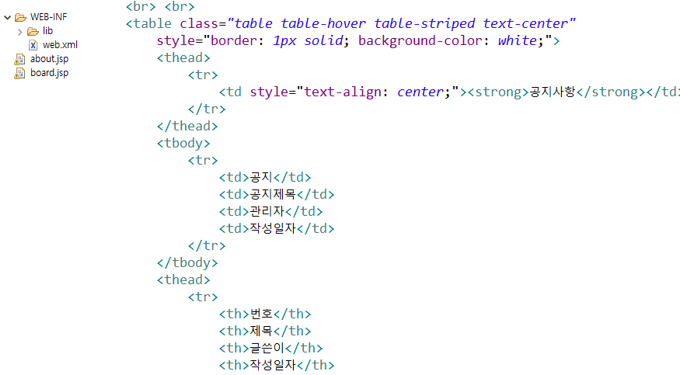 WEB-INF
lib
web.xml
about.jsp
board.jsp
<br> <br>
<table class="table table-hover table-striped text-center"
style="border: 1px solid; background-color: white;">
<thead>
<tr>
<td style="text-align: center;"><strong>공지사항</strong></td
</tr>
</thead>
<tbody>
<tr>
<td>공지</td>
<td>공지제목</td>
<td>관리자</td>
<td>작성일자</td>
</tr>
</tbody>
<thead>
<tr>
<th>번호</th>
<th>제목</th>
<th>글쓴이</th>
<th>작성일자</th>